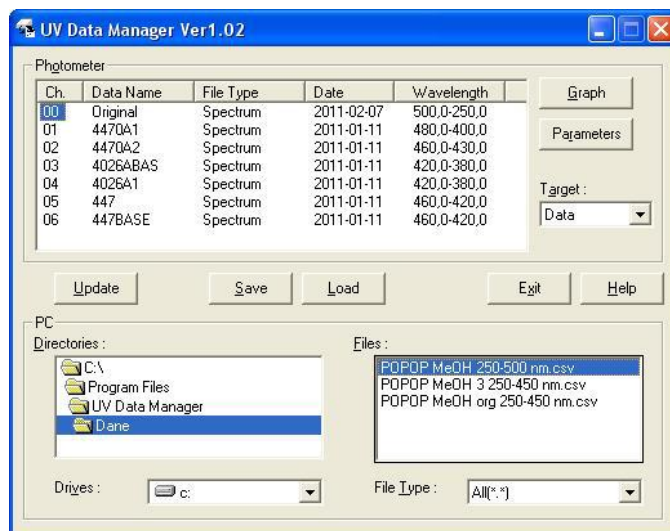 UV Data Manager Ver1.02
Photometer
Ch. Data Name File Type Date Wavelength
00 Original Spectrum 2011-02-07 500,0-250,0
01 4470A1 Spectrum 2011-01-11 480,0-400,0
02 4470A2 Spectrum 2011-01-11 460,0-430,0
03 4026ABAS Spectrum 2011-01-11 420,0-380,0
04 4026A1 Spectrum 2011-01-11 420,0-380,0
05 447 Spectrum 2011-01-11 460,0-420,0
06 447BASE Spectrum 2011-01-11 460,0-420,0
Graph
Parameters
Target :
Data
Update Save Load Exit Help
PC
Directories :
C:\
Program Files
UV Data Manager
Dane
Files :
POPOP MeOH 250-500 nm.csv
POPOP MeOH 3 250-450 nm.csv
POPOP MeOH org 250-450 nm.csv
Drives : c: File Type : All(*.*)